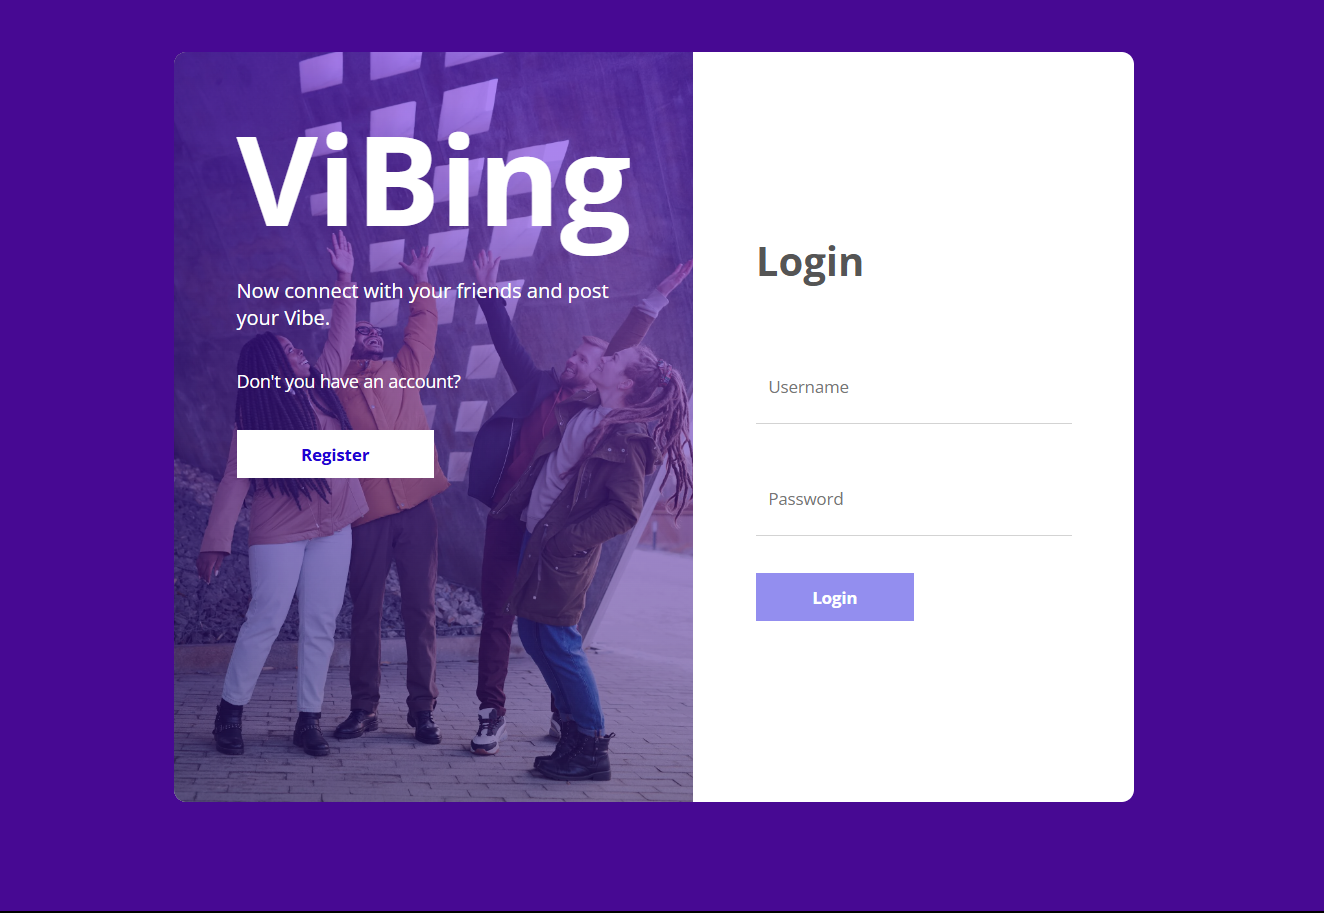 ViBing
Now connect with your friends and post
your Vibe.
Don't you have an account?
Register
Login
Username
Password
Login